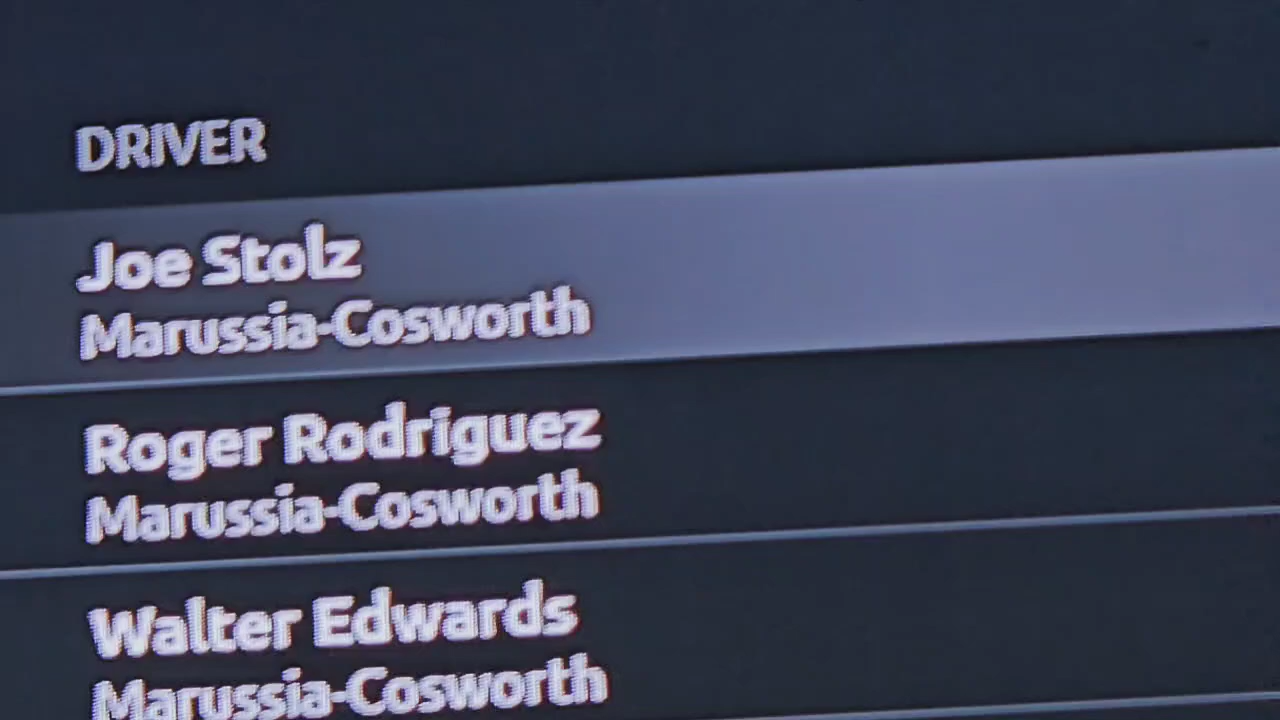 DRIVER
Joe Stolz
Marussia-Cosworth
Roger Rodriguez
Marussia-Cosworth
Walter Edwards
Marussia-Cosworth